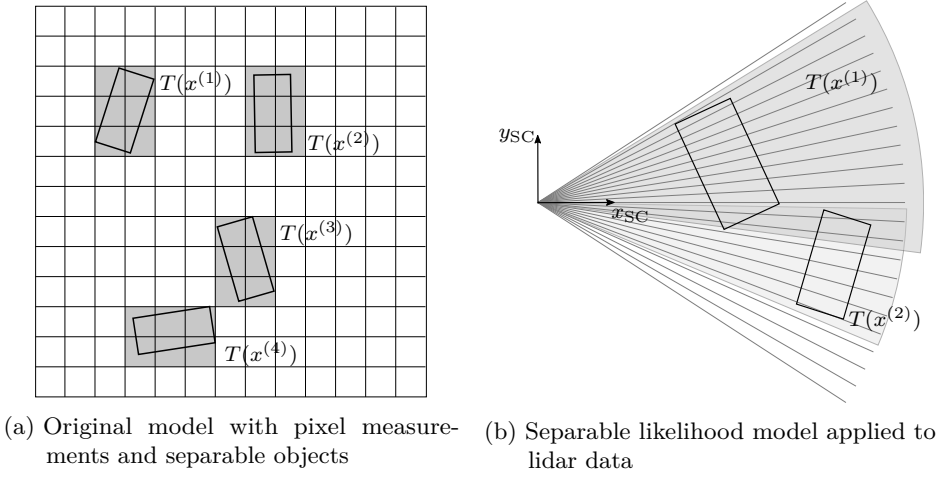 T(x^(1))
T(x^(2))
T(x^(3))
T(x^(4))
(a) Original model with pixel measure-
ments and separable objects
T(x^(1))
y_SC
x_SC
T(x^(2))
(b) Separable likelihood model applied to
lidar data